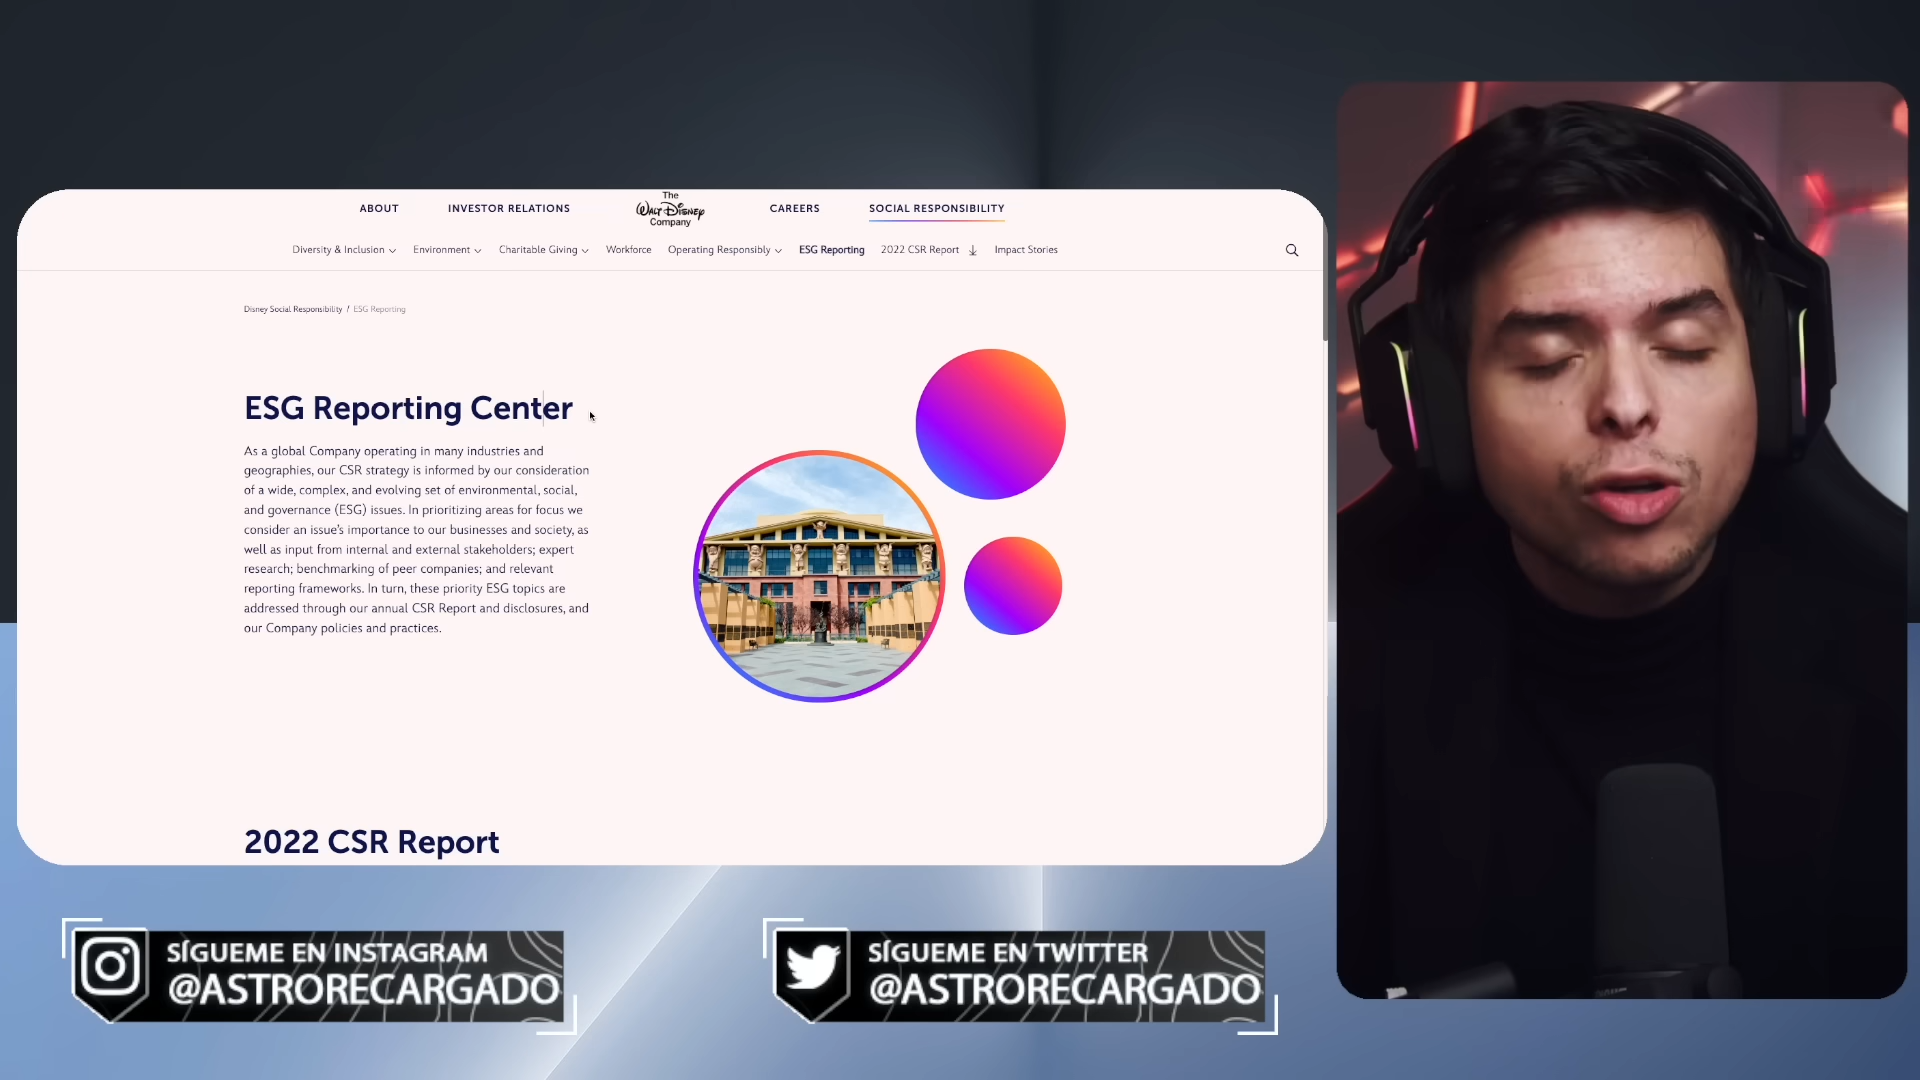 ABOUT
INVESTOR RELATIONS
The
Walt Disney
Company
CAREERS
SOCIAL RESPONSIBILITY
Diversity & Inclusion
Environment
Charitable Giving
Workforce
Operating Responsibly
ESG Reporting
2022 CSR Report
Impact Stories
Disney Social Responsibility / ESG Reporting
ESG Reporting Center
As a global Company operating in many industries and
geographies, our CSR strategy is informed by our consideration
of a wide, complex, and evolving set of environmental, social,
and governance (ESG) issues. In prioritizing areas for focus we
consider an issue's importance to our businesses and society, as
well as input from internal and external stakeholders; expert
research; benchmarking of peer companies; and relevant
reporting frameworks. In turn, these priority ESG topics are
addressed through our annual CSR Report and disclosures, and
our Company policies and practices.
2022 CSR Report
SÍGUEME EN INSTAGRAM
@ASTRORECARGADO
SÍGUEME EN TWITTER
@ASTRORECARGADO